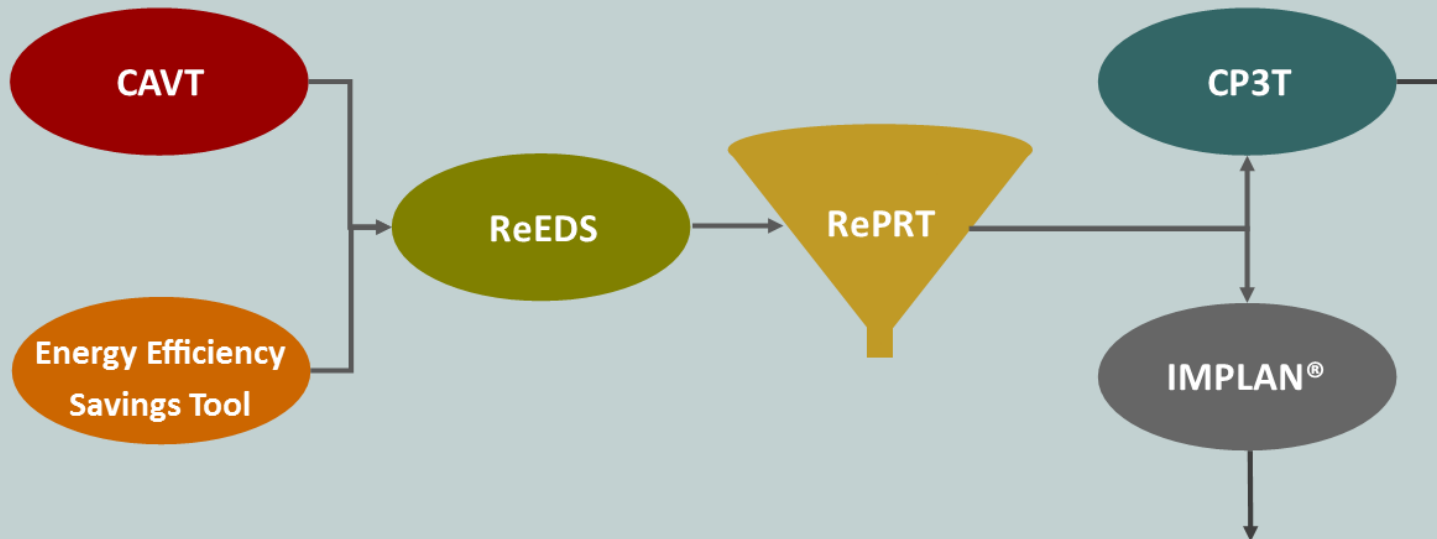 CAVT
CP3T
ReEDS
RePRT
Energy Efficiency
Savings Tool
IMPLAN®